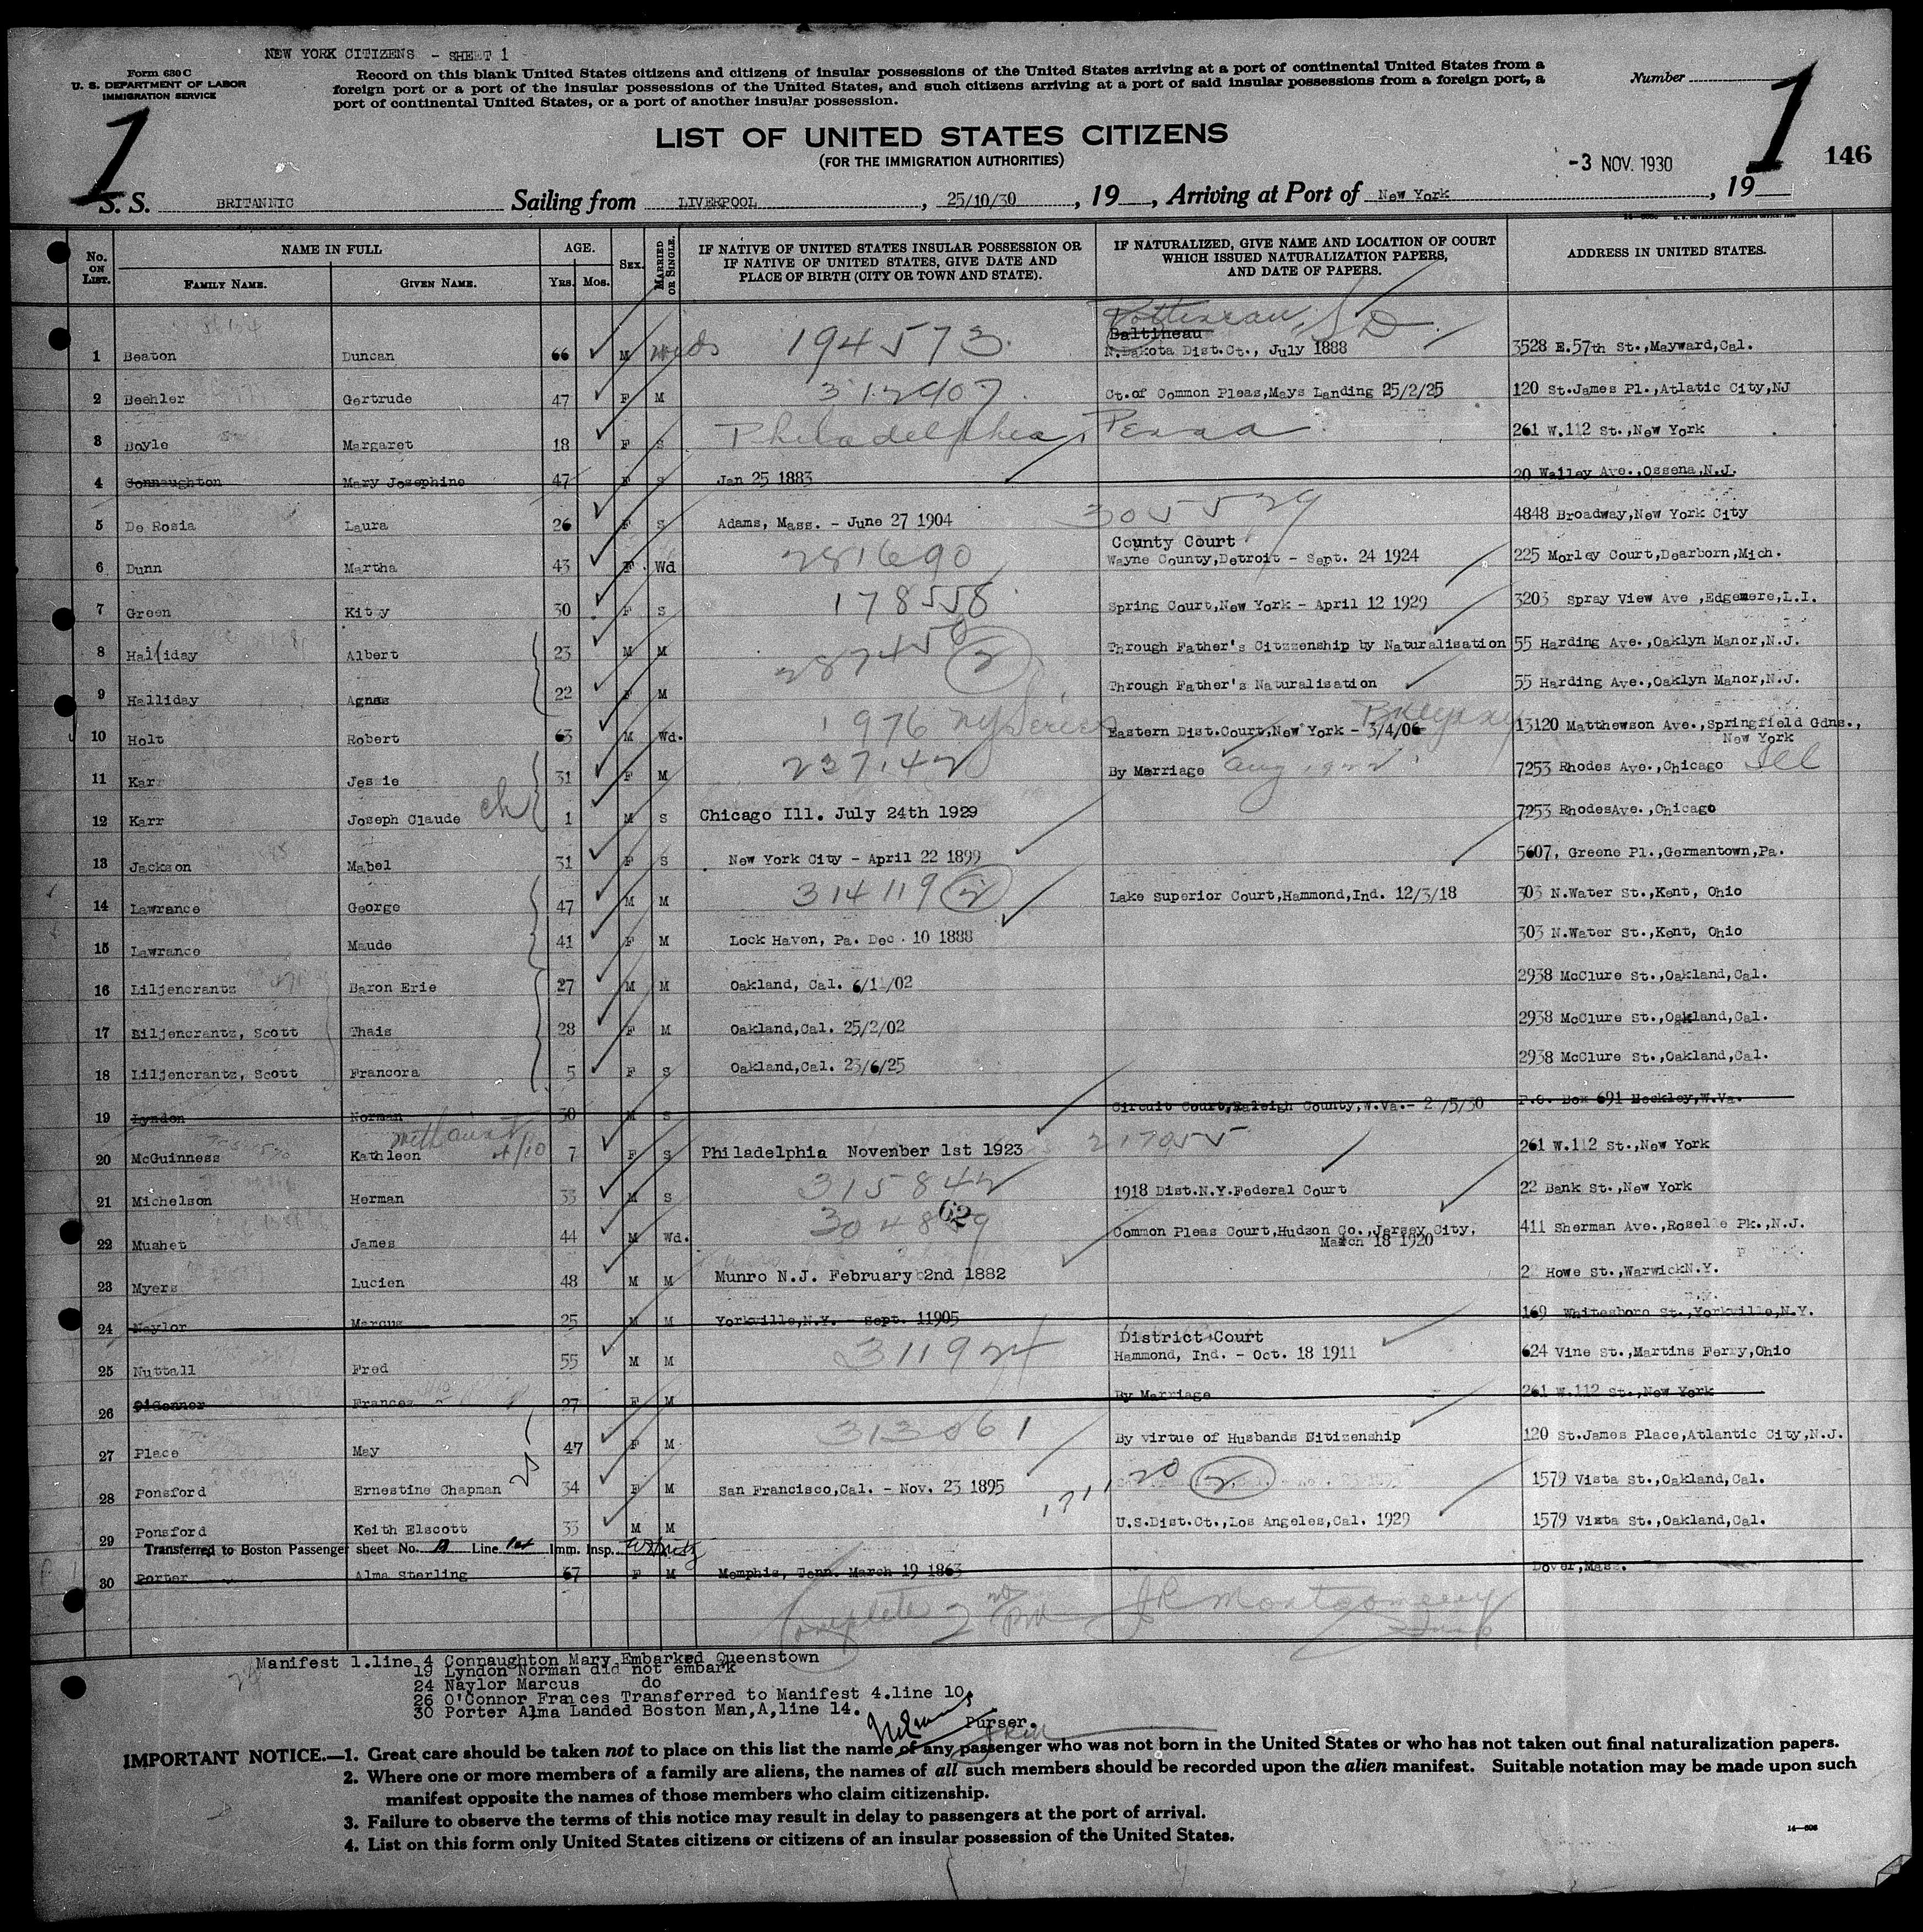 NEW YORK CITIZENS - SHEET 1
Form 630 C
U. S. DEPARTMENT OF LABOR
IMMIGRATION SERVICE
Record on this blank United States citizens and citizens of insular possessions of the United States arriving at a port of continental United States from a
foreign port or a port of the insular possessions of the United States, and such citizens arriving at a port of said insular possessions from a foreign port, a
port of continental United States, or a port of another insular possession.
Number
1
1
LIST OF UNITED STATES CITIZENS
(FOR THE IMMIGRATION AUTHORITIES)
-3 NOV. 1930
146
S. S. BRITANNIC Sailing from LIVERPOOL, 25/10/30, 19__, Arriving at Port of New York, 19__
No. ON LIST. NAME IN FULL FAMILY NAME. GIVEN NAME. AGE. YRS. MOS. SEX. MARRIED OR SINGLE. IF NATIVE OF UNITED STATES INSULAR POSSESSION OR IF NATIVE OF UNITED STATES, GIVE DATE AND PLACE OF BIRTH (CITY OR TOWN AND STATE). IF NATURALIZED, GIVE NAME AND LOCATION OF COURT WHICH ISSUED NATURALIZATION PAPERS, AND DATE OF PAPERS. ADDRESS IN UNITED STATES.
Baltineau
1 Beaton Duncan 66 M Wd 194573 N.Dakota Dist.Ct., July 1888 3528 E.57th St.,Mayward,Cal.
2 Beehler Gertrude 47 F M 312907 Ct.of Common Pleas,Mays Landing 25/2/25 120 St.James Pl.,Atlatic City,NJ
3 Boyle Margaret 18 F S Philadelphia, Penna 261 W.112 St.,New York
4 Connaughton Mary Josephine 47 F S Jan 25 1883 20 Walley Ave.,Ossena,N.J.
5 De Rosia Laura 26 F S Adams, Mass. - June 27 1904 305529 4848 Broadway,New York City
County Court
6 Dunn Martha 43 F Wd 281690 Wayne County,Detroit - Sept. 24 1924 225 Morley Court,Dearborn,Mich.
7 Green Kitty 30 F S 178558 Spring Court,New York - April 12 1929 3203 Spray View Ave ,Edgemere,L.I.
8 Halliday Albert 23 M M 287450 (2) Through Father's Citzzenship by Naturalisation 55 Harding Ave.,Oaklyn Manor,N.J.
9 Halliday Agnes 22 F M Through Father's Naturalisation 55 Harding Ave.,Oaklyn Manor,N.J.
10 Holt Robert 63 M Wd. 1976 NY Series Eastern Dist.Court,New York - 3/4/06 13120 Matthewson Ave.,Springfield Gdns.,
New York
11 Karr Jessie 31 F M 237142 By Marriage Aug 1922 7253 Rhodes Ave.,Chicago Ill
12 Karr Joseph Claude ch 1 M S Chicago Ill. July 24th 1929 7253 RhodesAve.,Chicago
13 Jackson Mabel 31 F S New York City - April 22 1899 5607, Greene Pl.,Germantown,Pa.
14 Lawrance George 47 M M 314119 (2) Lake Superior Court,Hammond,Ind. 12/3/18 303 N.Water St.,Kent, Ohio
15 Lawrance Maude 41 F M Lock Haven, Pa. Dec. 10 1888 303 N.Water St.,Kent, Ohio
16 Liljencrantz Baron Erie 27 M M Oakland, Cal. 6/11/02 2938 McClure St.,Oakland,Cal.
17 Biljencrantz, Scott Thais 28 F M Oakland,Cal. 25/2/02 2938 McClure St.,Oakland,Cal.
18 Liljencrantz, Scott Francora 5 F S Oakland,Cal. 23/6/25 2938 McClure St.,Oakland,Cal.
19 Lyndon Norman 30 M S Circuit Court,Raleigh County,W.Va.- 2 /5/30 P.O. Box 691 Beckley,W.Va.
20 McGuinness Kathleen with aunt 4/10 7 F S Philadelphia November 1st 1923 217955 261 W.112 St.,New York
21 Michelson Herman 33 M S 315842 1918 Dist.N.Y.Federal Court 22 Bank St.,New York
22 Mushet James 44 M Wd. 304829 62 Common Pleas Court,Hudson Co.,Jersey City, 411 Sherman Ave.,Roselle Pk.,N.J.
March 18 1920
23 Myers Lucien 48 M M Munro N.J. February 2nd 1882 2 Howe St.,WarwickN.Y.
24 Naylor Marcus 25 M M Yorkville,N.Y. - Sept. 11905 169 Whitesboro St.,Yorkville,N.Y.
District Court
25 Nuttall Fred 55 M M 311924 Hammond, Ind. - Oct. 18 1911 624 Vine St.,Martins Ferry,Ohio
26 O'Connor Frances 27 F M By Marriage 261 W.112 St.,New York
27 Place May 47 F M 313061 By virtue of Husbands Bitizenship 120 St.James Place,Atlantic City,N.J.
28 Ponsford Ernestine Chapman 34 F M San Francisco,Cal. - Nov. 23 1895 (2) 1579 Vista St.,Oakland,Cal.
29 Ponsford Keith Elscott 33 M M U.S.Dist.Ct.,Los Angeles,Cal. 1929 1579 Vista St.,Oakland,Cal.
Transferred to Boston Passenger sheet No. A Line 14 Imm. Insp.
30 Porter Alma Sterling 67 F M Memphis, Tenn. March 19 1863 Dover,Mass.
Complete 2nd PM JR Montgomery Insp
Manifest 1.line 4 Connaughton Mary Embarked Queenstown
19 Lyndon Norman did not embark
24 Naylor Marcus do
26 O'Connor Frances Transferred to Manifest 4.line 10.
30 Porter Alma Landed Boston Man,A,line 14.
Purser.
IMPORTANT NOTICE.—1. Great care should be taken not to place on this list the name of any passenger who was not born in the United States or who has not taken out final naturalization papers.
2. Where one or more members of a family are aliens, the names of all such members should be recorded upon the alien manifest. Suitable notation may be made upon such
manifest opposite the names of those members who claim citizenship.
3. Failure to observe the terms of this notice may result in delay to passengers at the port of arrival.
4. List on this form only United States citizens or citizens of an insular possession of the United States.